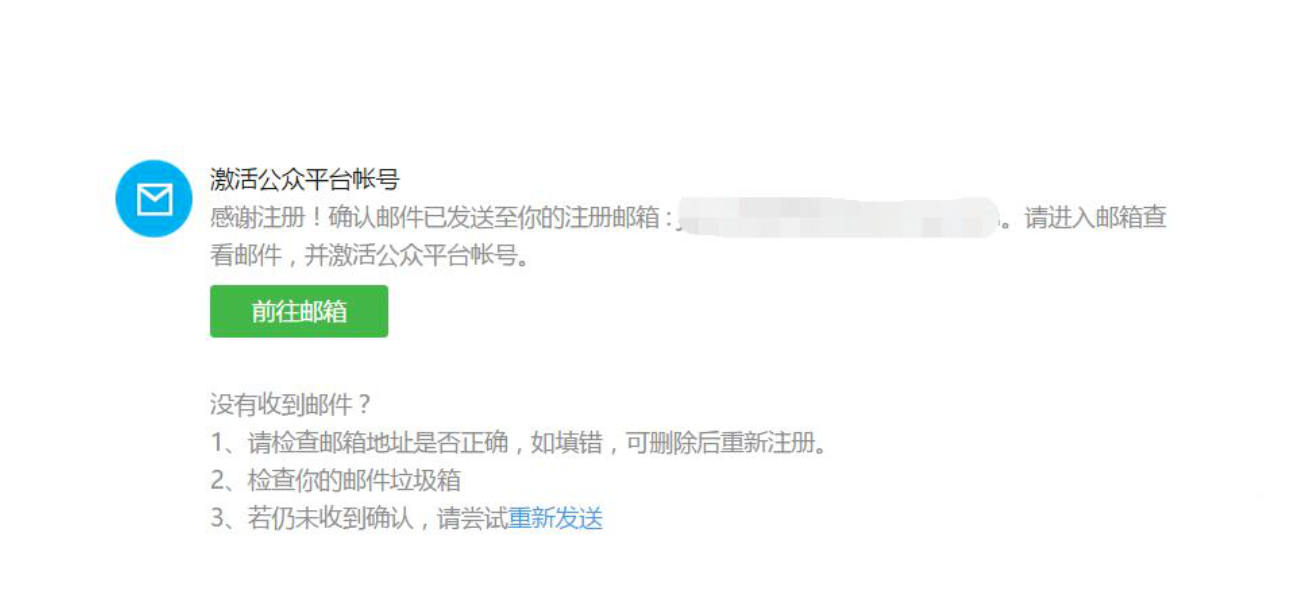 激活公众平台帐号
感谢注册！确认邮件已发送至你的注册邮箱：。请进入邮箱查
看邮件，并激活公众平台帐号。
前往邮箱
没有收到邮件？
1、请检查邮箱地址是否正确，如填错，可删除后重新注册。
2、检查你的邮件垃圾箱
3、若仍未收到确认，请尝试重新发送